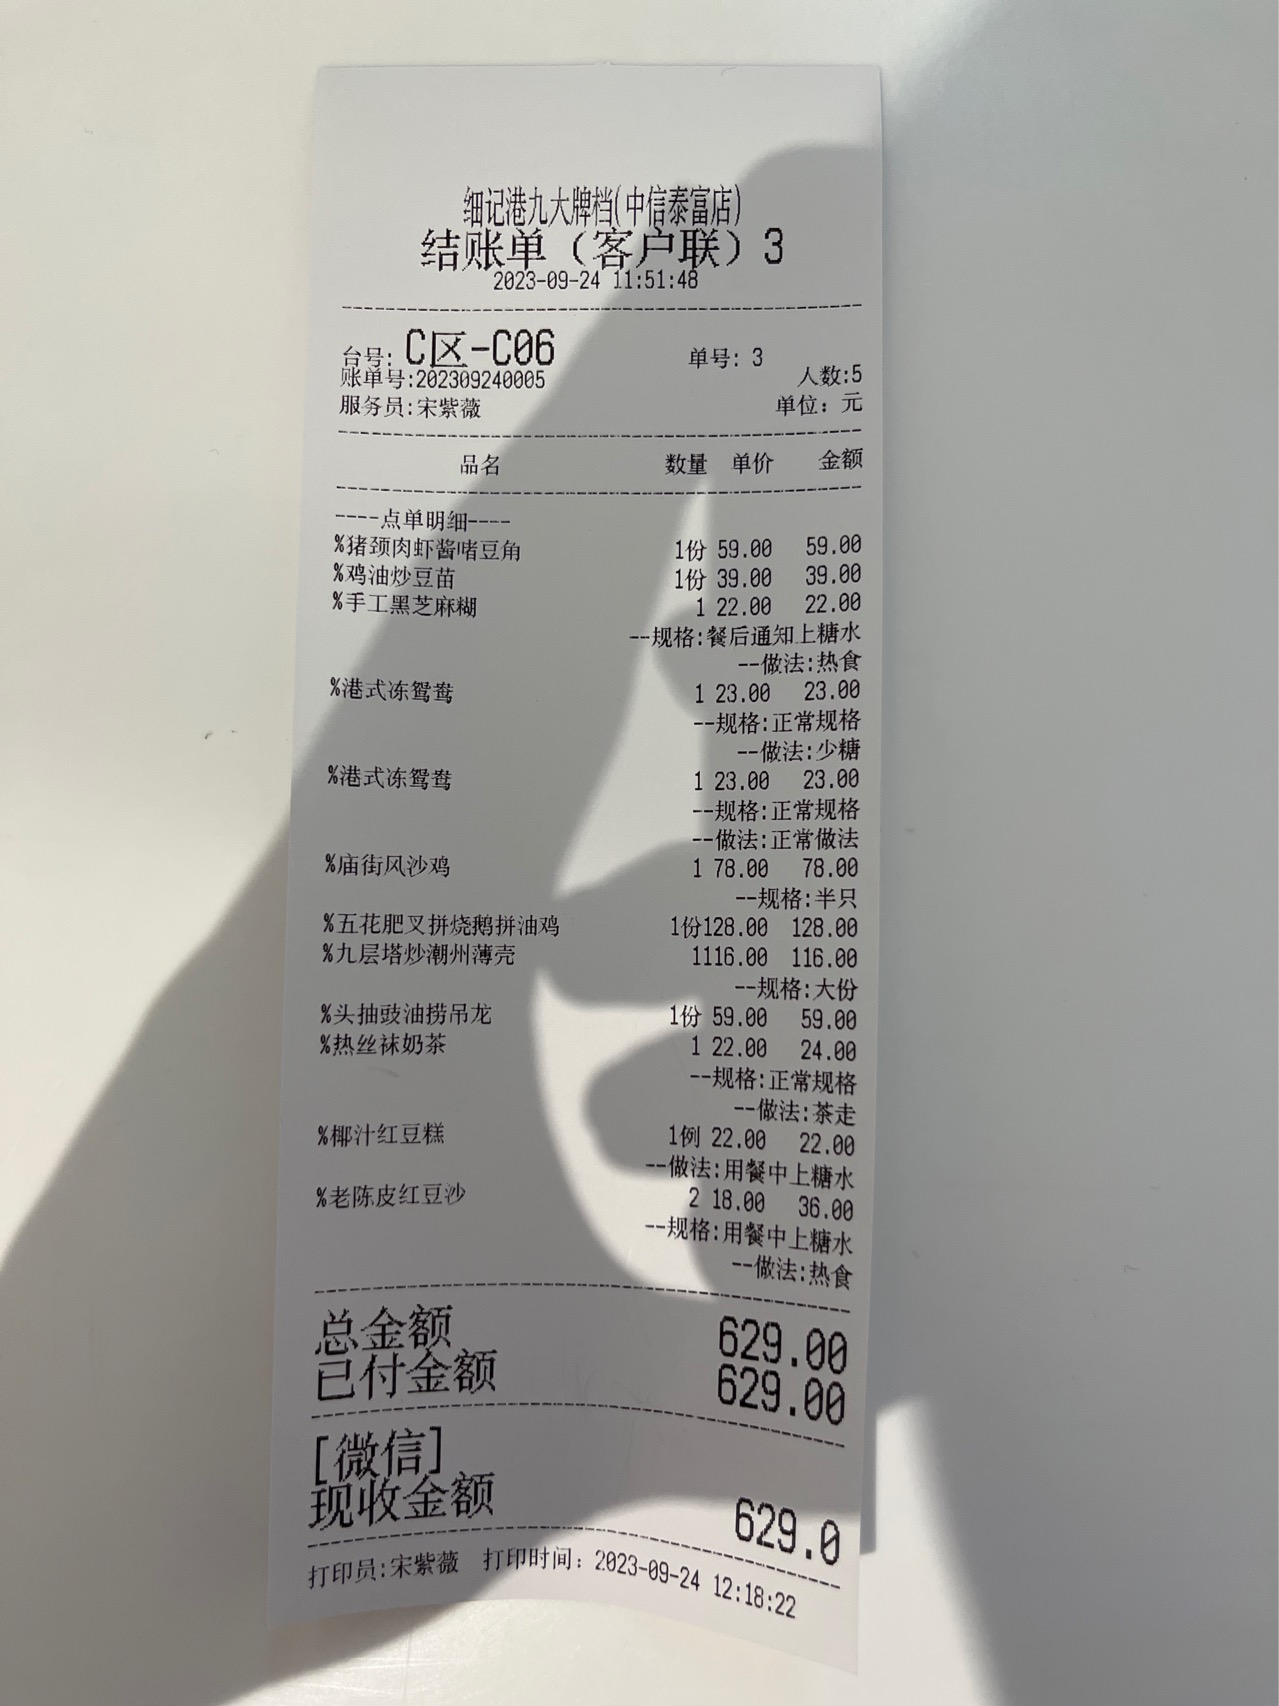 细记港九大牌档(中信泰富店)
结账单（客户联）3
2023-09-24 11:51:48
台号: C区-C06 单号: 3
账单号:202309240005 人数:5
服务员:宋紫薇 单位: 元
品名 数量 单价 金额
----点单明细----
%猪颈肉虾酱啫豆角 1份 59.00 59.00
%鸡油炒豆苗 1份 39.00 39.00
%手工黑芝麻糊 1 22.00 22.00
--规格:餐后通知上糖水
--做法:热食
%港式冻鸳鸯 1 23.00 23.00
--规格:正常规格
--做法:少糖
%港式冻鸳鸯 1 23.00 23.00
--规格:正常规格
--做法:正常做法
%庙街风沙鸡 1 78.00 78.00
--规格:半只
%五花肥叉拼烧鹅拼油鸡 1份128.00 128.00
%九层塔炒潮州薄壳 1116.00 116.00
--规格:大份
%头抽豉油捞吊龙 1份 59.00 59.00
%热丝袜奶茶 1 22.00 24.00
--规格:正常规格
--做法:茶走
%椰汁红豆糕 1例 22.00 22.00
--做法:用餐中上糖水
%老陈皮红豆沙 2 18.00 36.00
--规格:用餐中上糖水
--做法:热食
总金额 629.00
已付金额 629.00
[微信]
现收金额 629.0
打印员:宋紫薇 打印时间: 2023-09-24 12:18:22